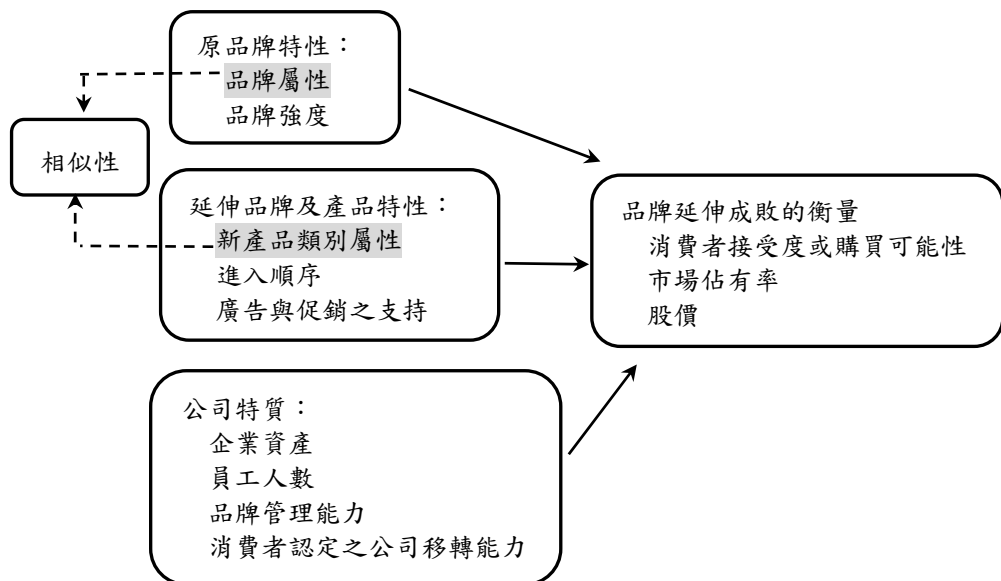 原品牌特性：
品牌屬性
品牌強度
相似性
延伸品牌及產品特性：
新產品類別屬性
進入順序
廣告與促銷之支持
品牌延伸成敗的衡量
消費者接受度或購買可能性
市場佔有率
股價
公司特質：
企業資產
員工人數
品牌管理能力
消費者認定之公司移轉能力